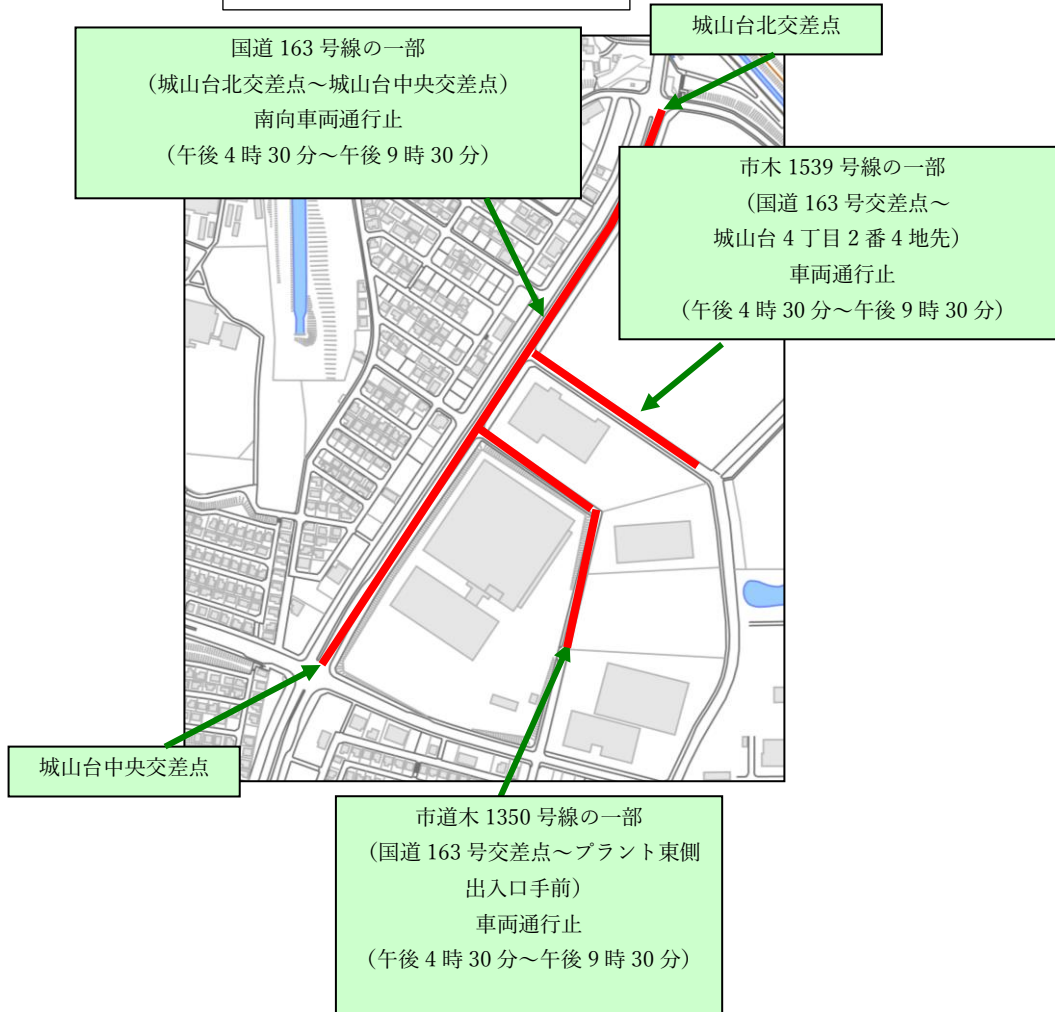 城山台北交差点
国道 163 号線の一部
(城山台北交差点～城山台中央交差点)
南向車両通行止
(午後 4 時 30 分～午後 9 時 30 分)
市木 1539 号線の一部
(国道 163 号交差点～
城山台 4 丁目 2 番 4 地先)
車両通行止
(午後 4 時 30 分～午後 9 時 30 分)
城山台中央交差点
市道木 1350 号線の一部
(国道 163 号交差点～プラント東側
出入口手前)
車両通行止
(午後 4 時 30 分～午後 9 時 30 分)